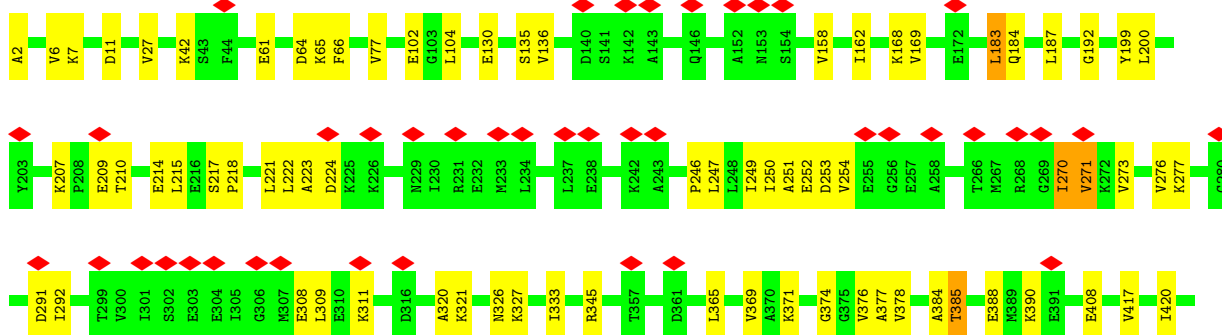 A2 V6 K7 D11 V27 K42 S43 F44 E61 D64 K65 F66 V77 E102 G103 L104 E130 S135 V136 D140 S141 K142 A143 Q146 A152 N153 S154 V158 I162 K168 V169 E172 L183 Q184 L187 G192 Y199 L200
Y203 K207 P208 E209 T210 E214 L215 E216 S217 P218 L221 L222 A223 D224 K225 K226 N229 I230 R231 E232 M233 L234 L237 E238 K242 A243 P246 L247 L248 I249 I250 A251 E252 D253 V254 E255 G256 E257 A258 T266 M267 R268 G269 I270 V271 K272 V273 V276 K277
D291 I292 T299 V300 I301 S302 E303 E304 I305 G306 M307 E308 L309 E310 K311 D316 A320 K321 N326 K327 I333 R345 T357 D361 L365 V369 A370 K371 G374 G375 V376 A377 V378 A384 T385 E388 M389 K390 E391 E408 V417 I420